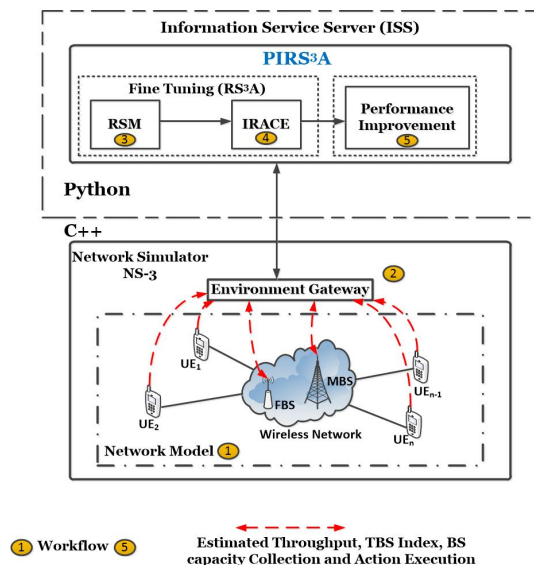 Information Service Server (ISS)
PIRS³A
Fine Tuning (RS³A)
RSM
3
IRACE
4
Performance
Improvement
5
Python
C++
Network Simulator
NS-3
Environment Gateway
2
UE₁
UE₂
FBS
MBS
UEₙ₋₁
UEₙ
Wireless Network
Network Model 1
1 Workflow 5
Estimated Throughput, TBS Index, BS
capacity Collection and Action Execution